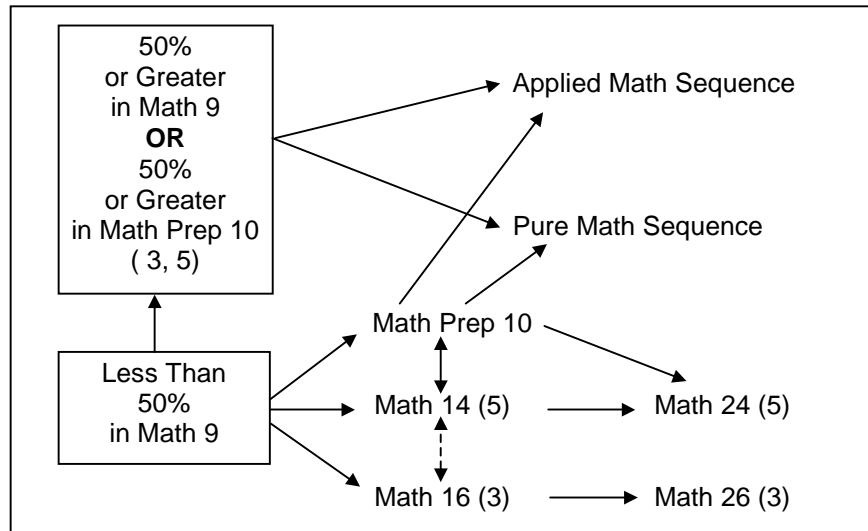 50%
or Greater
in Math 9
OR
50%
or Greater
in Math Prep 10
( 3, 5)
Applied Math Sequence
Pure Math Sequence
Math Prep 10
Less Than
50%
in Math 9
Math 14 (5)
Math 24 (5)
Math 16 (3)
Math 26 (3)